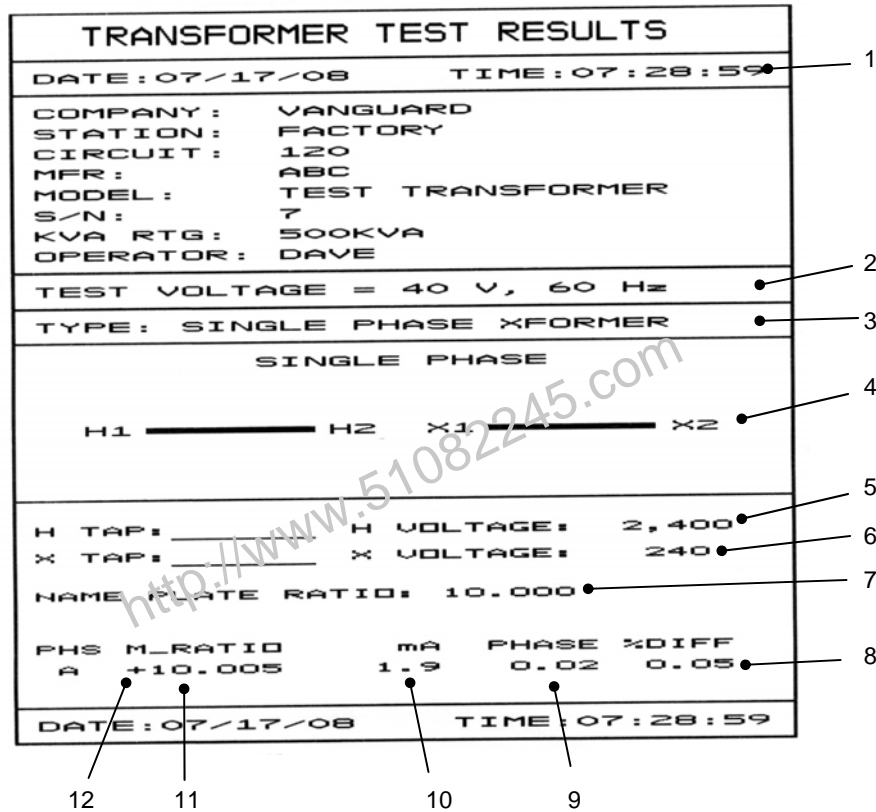 TRANSFORMER TEST RESULTS
DATE:07/17/08 TIME:07:28:59 1
COMPANY: VANGUARD
STATION: FACTORY
CIRCUIT: 120
MFR: ABC
MODEL: TEST TRANSFORMER
S/N: 7
KVA RTG: 500KVA
OPERATOR: DAVE
TEST VOLTAGE = 40 V, 60 Hz 2
TYPE: SINGLE PHASE XFORMER 3
SINGLE PHASE
H1 H2 X1 X2 4
H TAP: H VOLTAGE: 2,400 5
X TAP: X VOLTAGE: 240 6
NAME PLATE RATIO: 10.000 7
PHS M_RATIO mA PHASE %DIFF
A +10.005 1.9 0.02 0.05 8
DATE:07/17/08 TIME:07:28:59
12 11 10 9
http://www.51082245.com